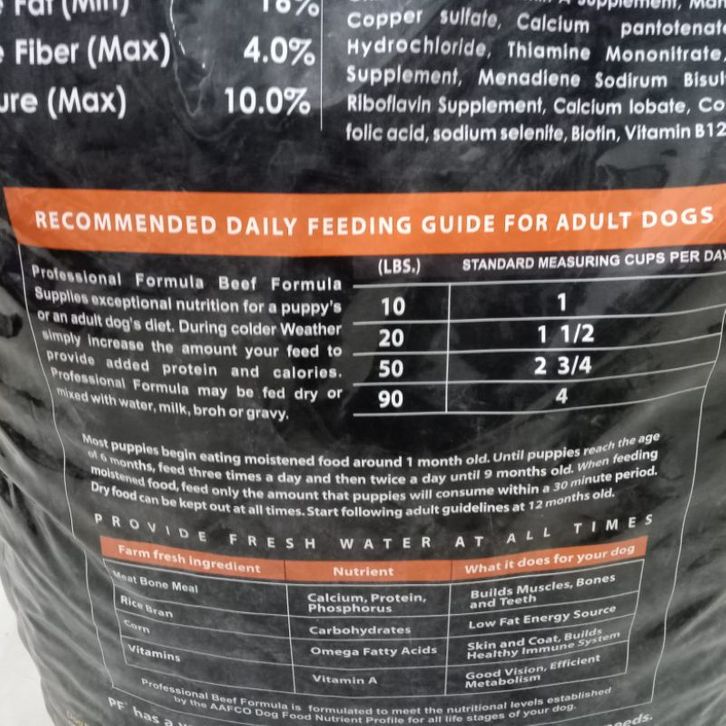 Fat (Min) 16%
Fiber (Max) 4.0%
(Max) 10.0%
Copper sulfate, Calcium pantotenat
Hydrochloride, Thiamine Mononitrate,
Supplement, Menadiene Sodirum Bisul
Riboflavin Supplement, Calcium Iobate, Co
folic acid, sodium selenite, Biotin, Vitamin B12
RECOMMENDED DAILY FEEDING GUIDE FOR ADULT DOGS
Professional Formula Beef Formula
Supplies exceptional nutrition for a puppy's
or an adult dog's diet. During colder Weather
simply increase the amount your feed to
provide added protein and calories.
Professional Formula may be fed dry or
mixed with water, milk, broh or gravy.
(LBS.) STANDARD MEASURING CUPS PER DAY
10 1
20 1 1/2
50 2 3/4
90 4
Most puppies begin eating moistened food around 1 month old. Until puppies reach the age
of 6 months, feed three times a day and then twice a day until 9 months old. When feeding
moistened food, feed only the amount that puppies will consume within a 30 minute period.
Dry food can be kept out at all times. Start following adult guidelines at 12 months old.
PROVIDE FRESH WATER AT ALL TIMES
Farm fresh ingredient Nutrient What it does for your dog
Meat Bone Meal Calcium, Protein, Phosphorus Builds Muscles, Bones and Teeth
Rice Bran Carbohydrates Low Fat Energy Source
Corn Omega Fatty Acids Skin and Coat, Builds Healthy Immune System
Vitamins Vitamin A Good Vision, Efficient Metabolism
Professional Beef Formula is formulated to meet the nutritional levels established
by the AAFCO Dog Food Nutrient Profile for all life stages of your dog.
PF has a
needs.